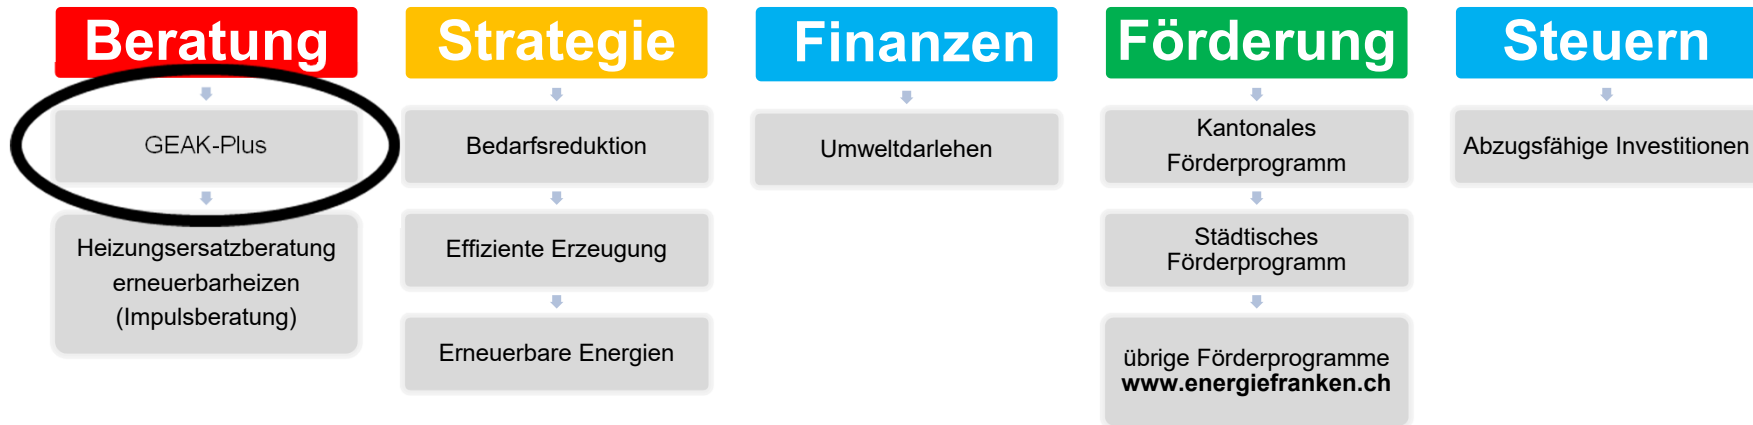 Beratung
GEAK-Plus
Heizungsersatzberatung
erneuerbarheizen
(Impulsberatung)
Strategie
Bedarfsreduktion
Effiziente Erzeugung
Erneuerbare Energien
Finanzen
Umweltdarlehen
Förderung
Kantonales
Förderprogramm
Städtisches
Förderprogramm
übrige Förderprogramme
www.energiefranken.ch
Steuern
Abzugsfähige Investitionen